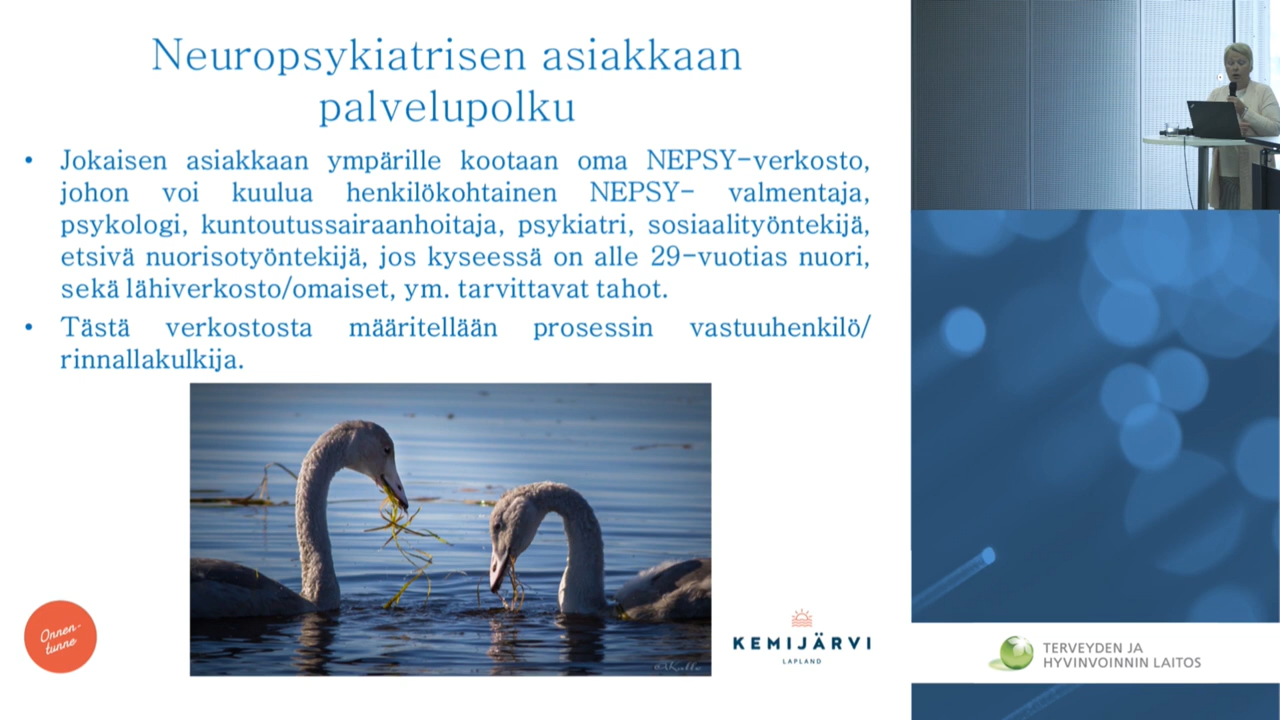 Neuropsykiatrisen asiakkaan
palvelupolku
• Jokaisen asiakkaan ympärille kootaan oma NEPSY-verkosto,
johon voi kuulua henkilökohtainen NEPSY- valmentaja,
psykologi, kuntoutussairaanhoitaja, psykiatri, sosiaalityöntekijä,
etsivä nuorisotyöntekijä, jos kyseessä on alle 29-vuotias nuori,
sekä lähiverkosto/omaiset, ym. tarvittavat tahot.
• Tästä verkostosta määritellään prosessin vastuuhenkilö/
rinnallakulkija.
Onnen-
tunne
KEMIJÄRVI
LAPLAND
TERVEYDEN JA
HYVINVOINNIN LAITOS